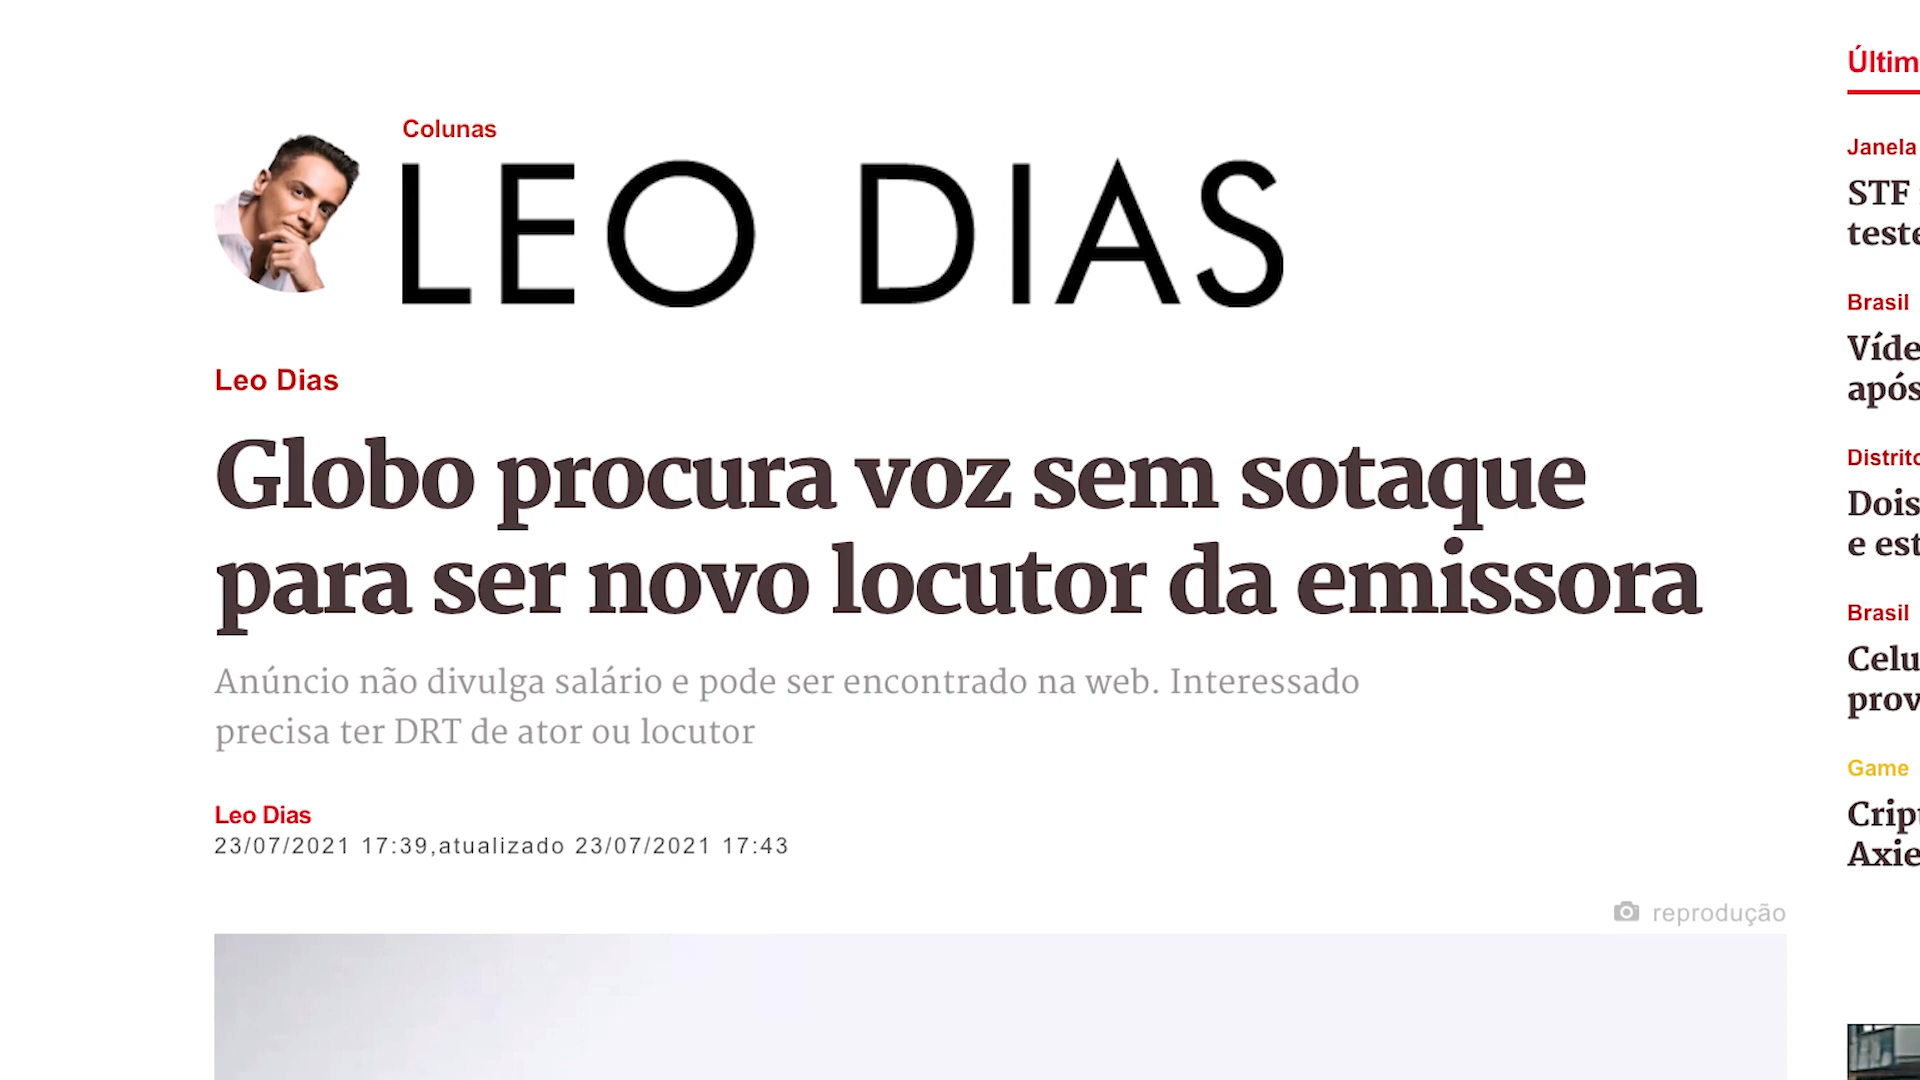 Colunas
LEO DIAS
Leo Dias
Globo procura voz sem sotaque
para ser novo locutor da emissora
Anúncio não divulga salário e pode ser encontrado na web. Interessado
precisa ter DRT de ator ou locutor
Leo Dias
23/07/2021 17:39,atualizado 23/07/2021 17:43
reprodução
Últim
Janela
STF
teste
Brasil
Víde
após
Distrito
Dois
e est
Brasil
Celu
prov
Game
Crip
Axie